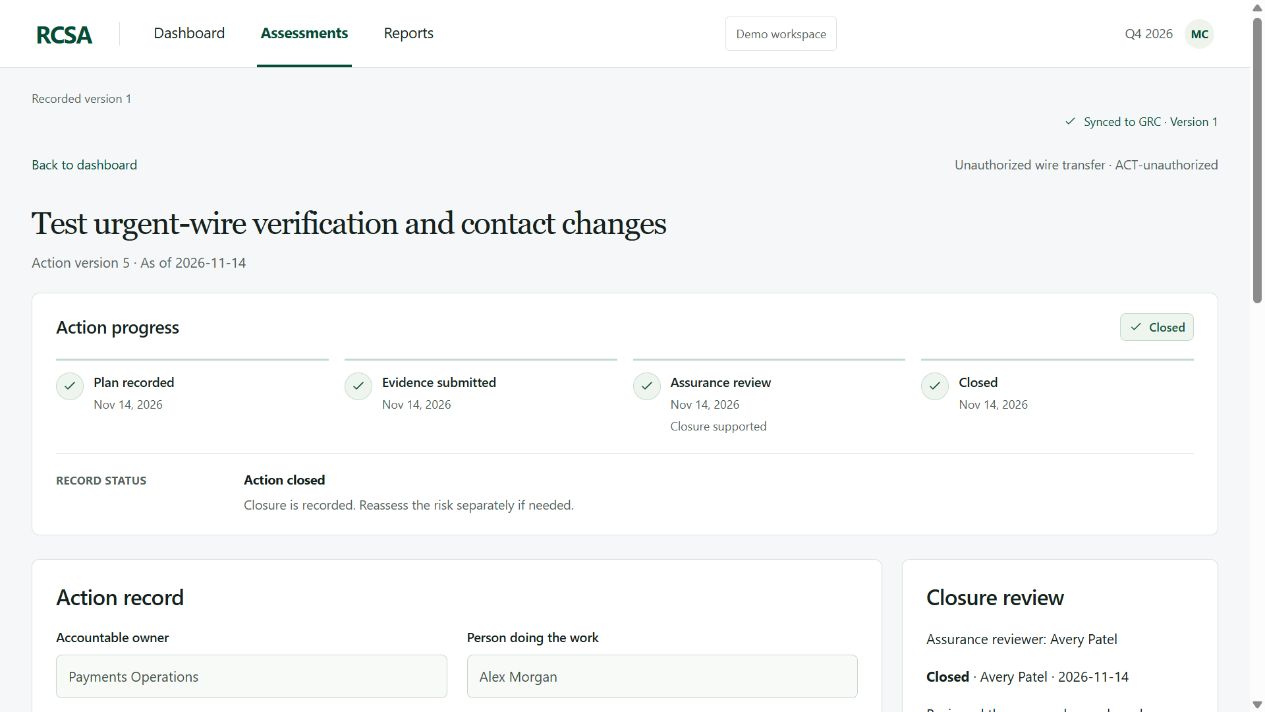 RCSA
Dashboard
Assessments
Reports
Demo workspace
Q4 2026
MC
Recorded version 1
Synced to GRC · Version 1
Back to dashboard
Unauthorized wire transfer · ACT-unauthorized
Test urgent-wire verification and contact changes
Action version 5 · As of 2026-11-14
Action progress
Closed
Plan recorded
Nov 14, 2026
Evidence submitted
Nov 14, 2026
Assurance review
Nov 14, 2026
Closure supported
Closed
Nov 14, 2026
RECORD STATUS
Action closed
Closure is recorded. Reassess the risk separately if needed.
Action record
Accountable owner
Payments Operations
Person doing the work
Alex Morgan
Closure review
Assurance reviewer: Avery Patel
Closed · Avery Patel · 2026-11-14